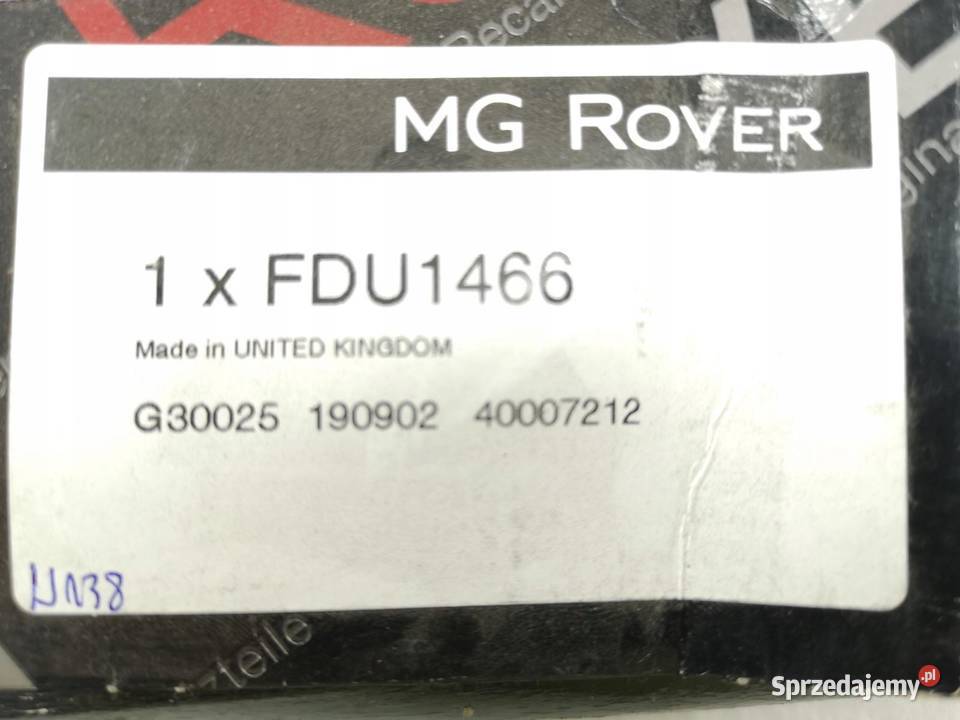 MG ROVER
1 x FDU1466
Made in UNITED KINGDOM
G30025 190902 40007212
Sprzedajemy.pl